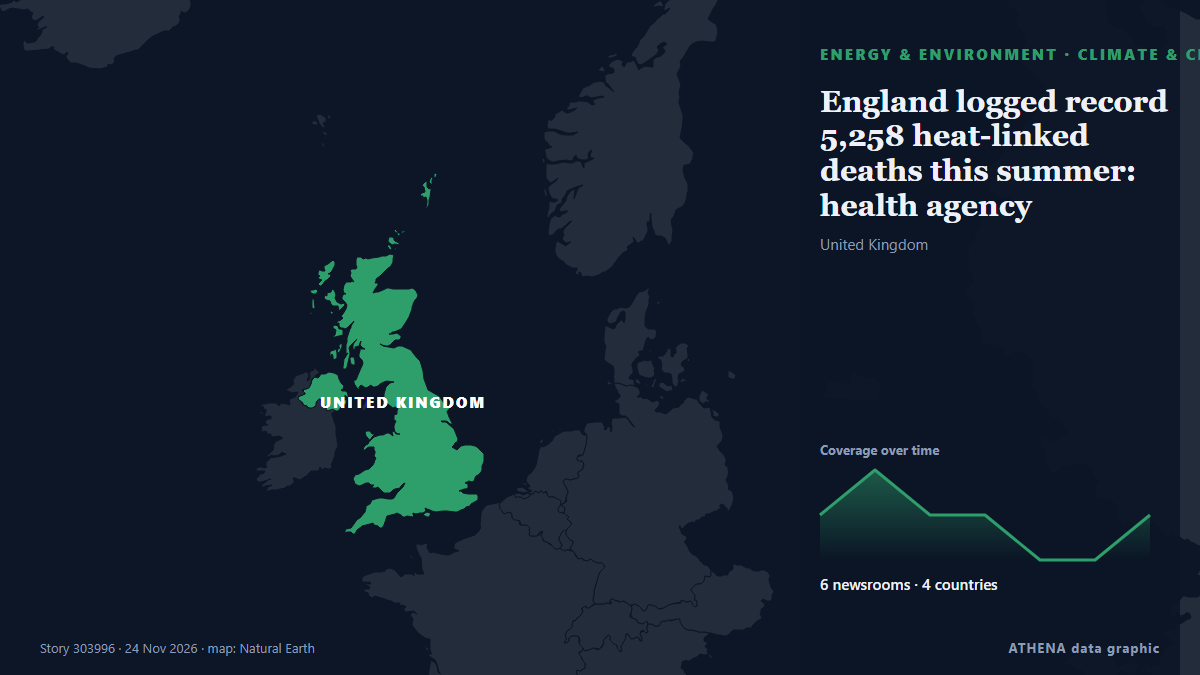 ENERGY & ENVIRONMENT · CLIMATE &
England logged record
5,258 heat-linked
deaths this summer:
health agency
United Kingdom
UNITED KINGDOM
Coverage over time
6 newsrooms · 4 countries
Story 303996 · 24 Nov 2026 · map: Natural Earth
ATHENA data graphic